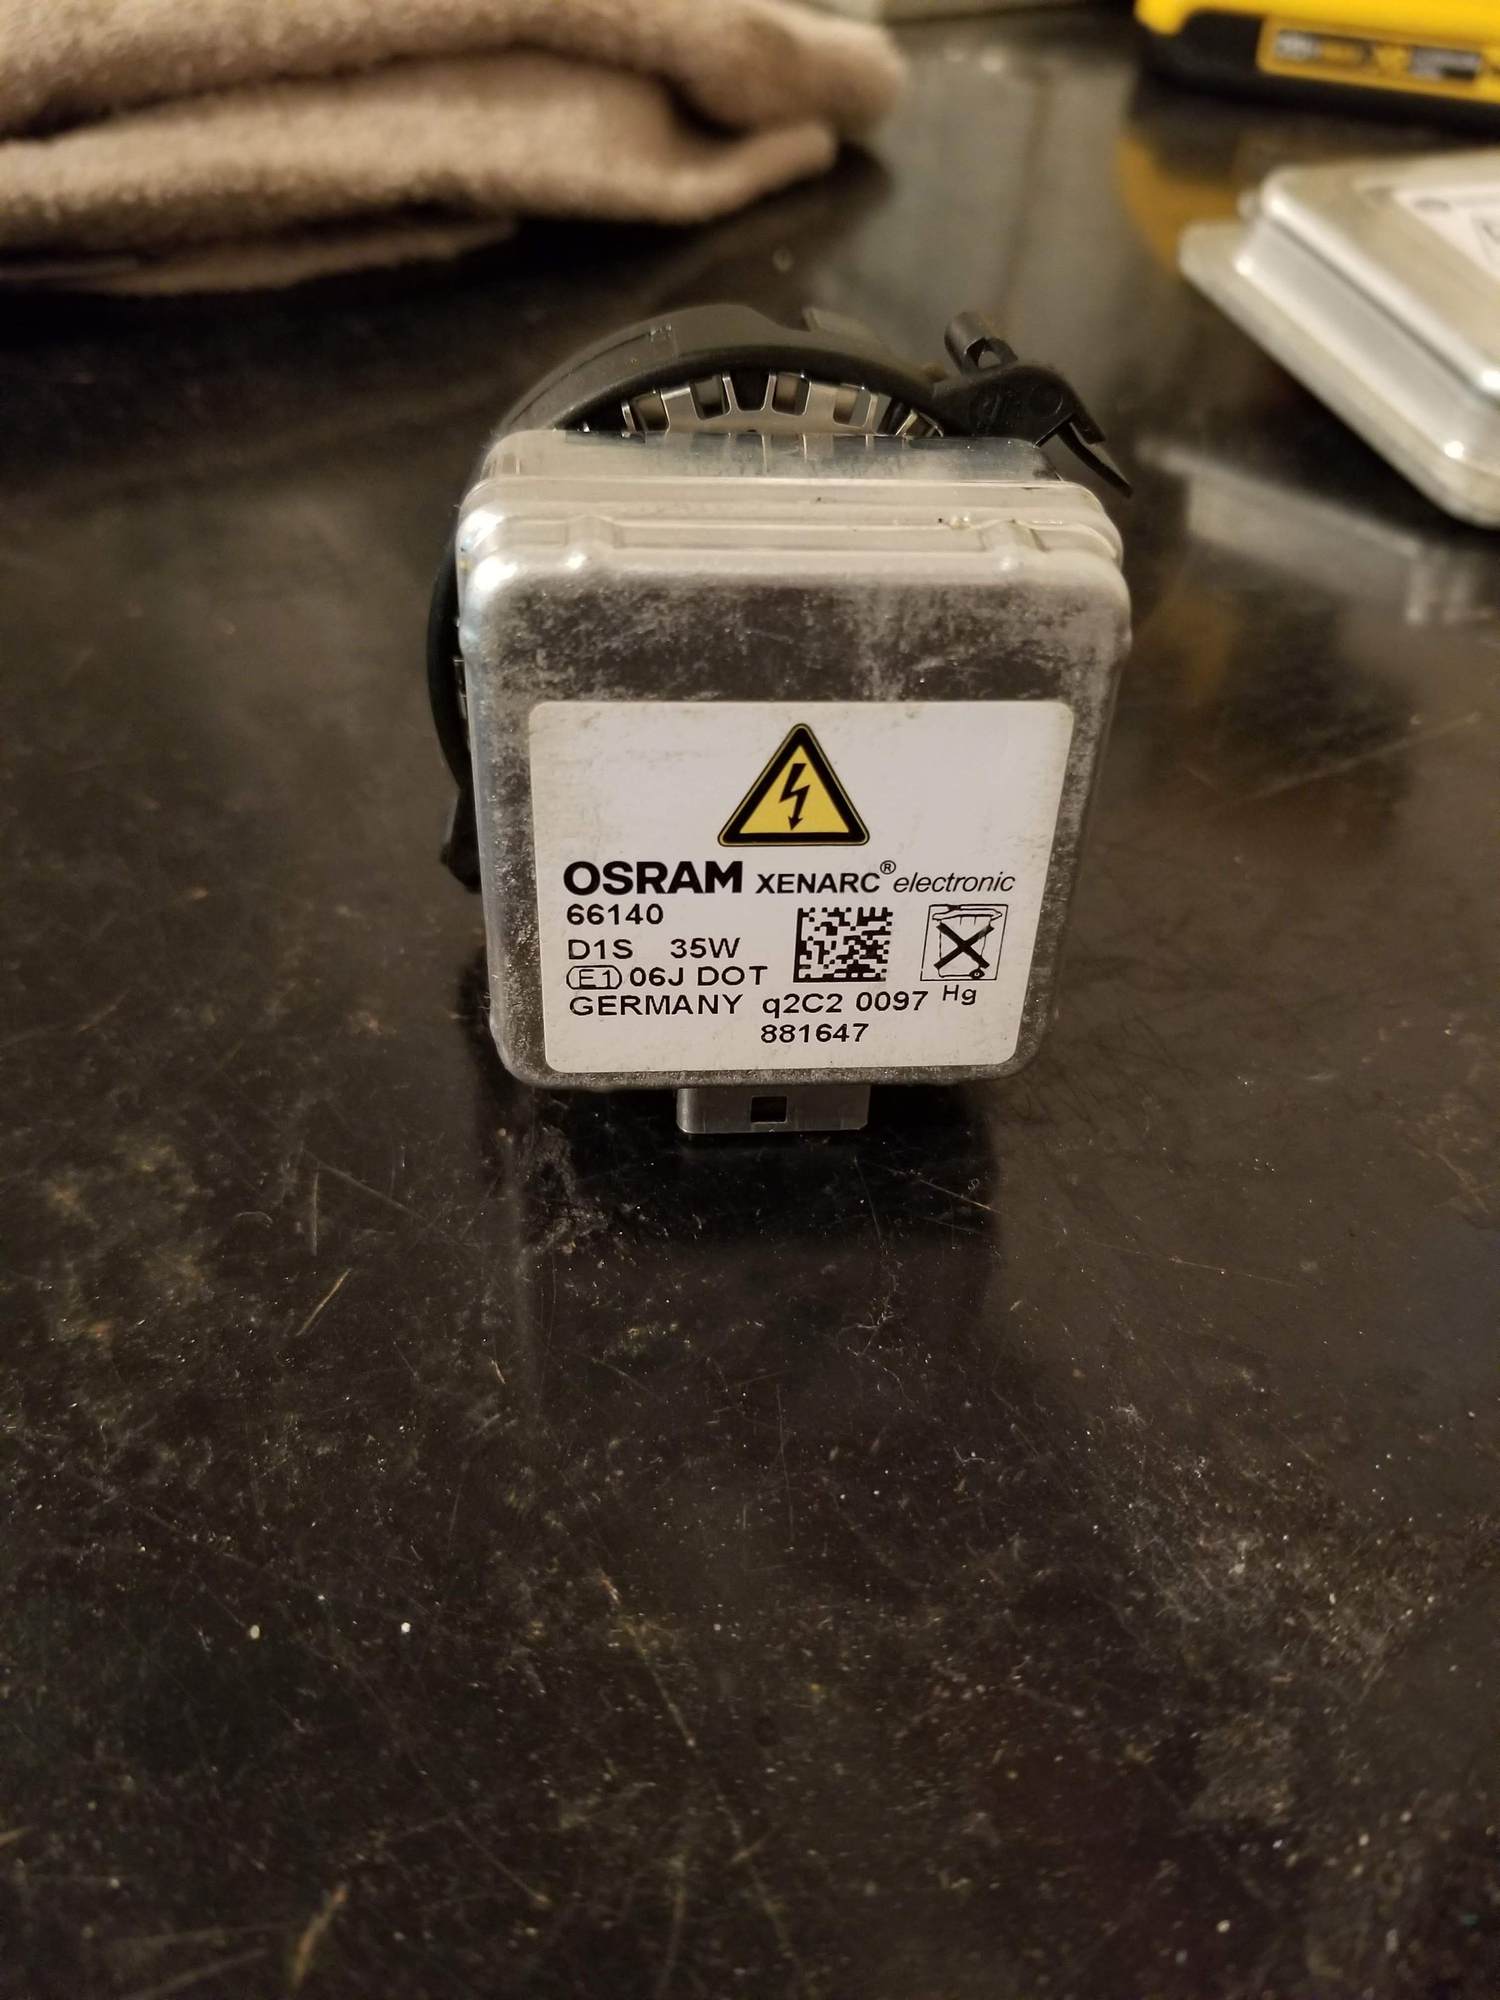 OSRAM XENARC® electronic
66140
D1S 35W
E1 06J DOT
GERMANY q2C2 0097 Hg
881647